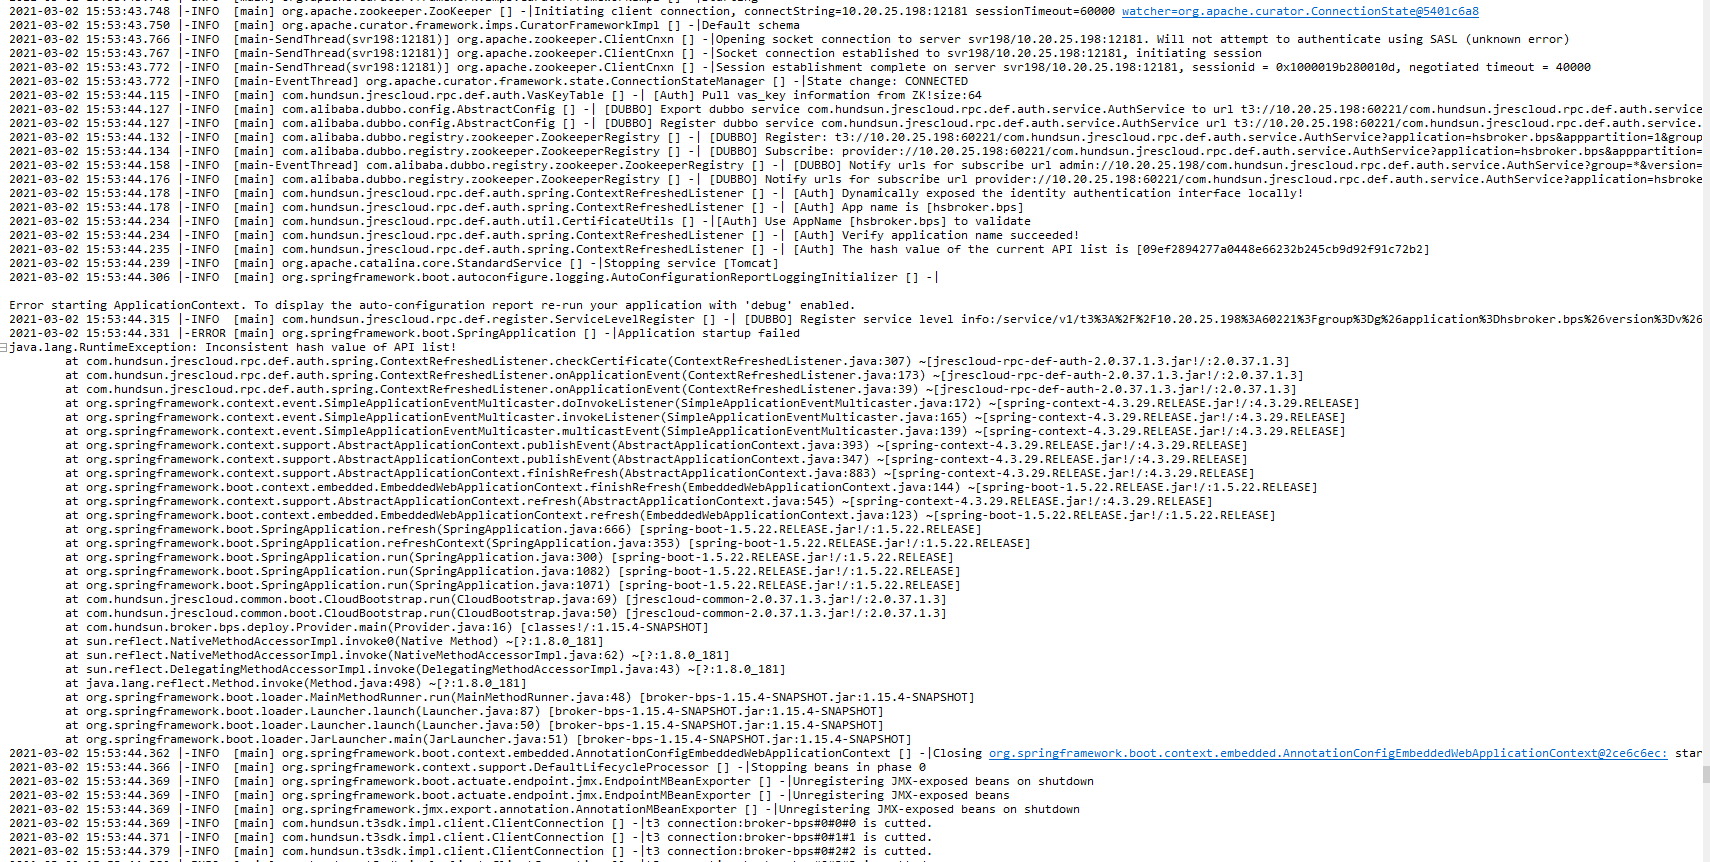 2021-03-02 15:53:43.748 |-INFO  [main] org.apache.zookeeper.ZooKeeper [] -|Initiating client connection, connectString=10.20.25.198:12181 sessionTimeout=60000 watcher=org.apache.curator.ConnectionState@5401c6a8
2021-03-02 15:53:43.750 |-INFO  [main] org.apache.curator.framework.imps.CuratorFrameworkImpl [] -|Default schema
2021-03-02 15:53:43.766 |-INFO  [main-SendThread(svr198:12181)] org.apache.zookeeper.ClientCnxn [] -|Opening socket connection to server svr198/10.20.25.198:12181. Will not attempt to authenticate using SASL (unknown error)
2021-03-02 15:53:43.767 |-INFO  [main-SendThread(svr198:12181)] org.apache.zookeeper.ClientCnxn [] -|Socket connection established to svr198/10.20.25.198:12181, initiating session
2021-03-02 15:53:43.772 |-INFO  [main-SendThread(svr198:12181)] org.apache.zookeeper.ClientCnxn [] -|Session establishment complete on server svr198/10.20.25.198:12181, sessionid = 0x1000019b280010d, negotiated timeout = 40000
2021-03-02 15:53:43.772 |-INFO  [main-EventThread] org.apache.curator.framework.state.ConnectionStateManager [] -|State change: CONNECTED
2021-03-02 15:53:44.115 |-INFO  [main] com.hundsun.jrescloud.rpc.def.auth.VasKeyTable [] -| [Auth] Pull vas_key information from ZK!size:64
2021-03-02 15:53:44.127 |-INFO  [main] com.alibaba.dubbo.config.AbstractConfig [] -| [DUBBO] Export dubbo service com.hundsun.jrescloud.rpc.def.auth.service.AuthService to url t3://10.20.25.198:60221/com.hundsun.jrescloud.rpc.def.auth.service
2021-03-02 15:53:44.127 |-INFO  [main] com.alibaba.dubbo.config.AbstractConfig [] -| [DUBBO] Register dubbo service com.hundsun.jrescloud.rpc.def.auth.service.AuthService url t3://10.20.25.198:60221/com.hundsun.jrescloud.rpc.def.auth.service
2021-03-02 15:53:44.132 |-INFO  [main] com.alibaba.dubbo.registry.zookeeper.ZookeeperRegistry [] -| [DUBBO] Register: t3://10.20.25.198:60221/com.hundsun.jrescloud.rpc.def.auth.service.AuthService?application=hsbroker.bps&apppartition=1&group
2021-03-02 15:53:44.134 |-INFO  [main] com.alibaba.dubbo.registry.zookeeper.ZookeeperRegistry [] -| [DUBBO] Subscribe: provider://10.20.25.198:60221/com.hundsun.jrescloud.rpc.def.auth.service.AuthService?application=hsbroker.bps&apppartition=
2021-03-02 15:53:44.158 |-INFO  [main-EventThread] com.alibaba.dubbo.registry.zookeeper.ZookeeperRegistry [] -| [DUBBO] Notify urls for subscribe url admin://10.20.25.198/com.hundsun.jrescloud.rpc.def.auth.service.AuthService?group=*&version=
2021-03-02 15:53:44.176 |-INFO  [main] com.alibaba.dubbo.registry.zookeeper.ZookeeperRegistry [] -| [DUBBO] Notify urls for subscribe url provider://10.20.25.198:60221/com.hundsun.jrescloud.rpc.def.auth.service.AuthService?application=hsbroke
2021-03-02 15:53:44.178 |-INFO  [main] com.hundsun.jrescloud.rpc.def.auth.spring.ContextRefreshedListener [] -| [Auth] Dynamically exposed the identity authentication interface locally!
2021-03-02 15:53:44.178 |-INFO  [main] com.hundsun.jrescloud.rpc.def.auth.spring.ContextRefreshedListener [] -| [Auth] App name is [hsbroker.bps]
2021-03-02 15:53:44.234 |-INFO  [main] com.hundsun.jrescloud.rpc.def.auth.util.CertificateUtils [] -|[Auth] Use AppName [hsbroker.bps] to validate
2021-03-02 15:53:44.234 |-INFO  [main] com.hundsun.jrescloud.rpc.def.auth.spring.ContextRefreshedListener [] -| [Auth] Verify application name succeeded!
2021-03-02 15:53:44.235 |-INFO  [main] com.hundsun.jrescloud.rpc.def.auth.spring.ContextRefreshedListener [] -| [Auth] The hash value of the current API list is [09ef2894277a0448e66232b245cb9d92f91c72b2]
2021-03-02 15:53:44.239 |-INFO  [main] org.apache.catalina.core.StandardService [] -|Stopping service [Tomcat]
2021-03-02 15:53:44.306 |-INFO  [main] org.springframework.boot.autoconfigure.logging.AutoConfigurationReportLoggingInitializer [] -|
Error starting ApplicationContext. To display the auto-configuration report re-run your application with 'debug' enabled.
2021-03-02 15:53:44.315 |-INFO  [main] com.hundsun.jrescloud.rpc.def.register.ServiceLevelRegister [] -| [DUBBO] Register service level info:/service/v1/t3%3A%2F%2F10.20.25.198%3A60221%3Fgroup%3Dg%26application%3Dhsbroker.bps%26version%3Dv%26
2021-03-02 15:53:44.331 |-ERROR [main] org.springframework.boot.SpringApplication [] -|Application startup failed
java.lang.RuntimeException: Inconsistent hash value of API list!
at com.hundsun.jrescloud.rpc.def.auth.spring.ContextRefreshedListener.checkCertificate(ContextRefreshedListener.java:307) ~[jrescloud-rpc-def-auth-2.0.37.1.3.jar!/:2.0.37.1.3]
at com.hundsun.jrescloud.rpc.def.auth.spring.ContextRefreshedListener.onApplicationEvent(ContextRefreshedListener.java:173) ~[jrescloud-rpc-def-auth-2.0.37.1.3.jar!/:2.0.37.1.3]
at com.hundsun.jrescloud.rpc.def.auth.spring.ContextRefreshedListener.onApplicationEvent(ContextRefreshedListener.java:39) ~[jrescloud-rpc-def-auth-2.0.37.1.3.jar!/:2.0.37.1.3]
at org.springframework.context.event.SimpleApplicationEventMulticaster.doInvokeListener(SimpleApplicationEventMulticaster.java:172) ~[spring-context-4.3.29.RELEASE.jar!/:4.3.29.RELEASE]
at org.springframework.context.event.SimpleApplicationEventMulticaster.invokeListener(SimpleApplicationEventMulticaster.java:165) ~[spring-context-4.3.29.RELEASE.jar!/:4.3.29.RELEASE]
at org.springframework.context.event.SimpleApplicationEventMulticaster.multicastEvent(SimpleApplicationEventMulticaster.java:139) ~[spring-context-4.3.29.RELEASE.jar!/:4.3.29.RELEASE]
at org.springframework.context.support.AbstractApplicationContext.publishEvent(AbstractApplicationContext.java:393) ~[spring-context-4.3.29.RELEASE.jar!/:4.3.29.RELEASE]
at org.springframework.context.support.AbstractApplicationContext.publishEvent(AbstractApplicationContext.java:347) ~[spring-context-4.3.29.RELEASE.jar!/:4.3.29.RELEASE]
at org.springframework.context.support.AbstractApplicationContext.finishRefresh(AbstractApplicationContext.java:883) ~[spring-context-4.3.29.RELEASE.jar!/:4.3.29.RELEASE]
at org.springframework.boot.context.embedded.EmbeddedWebApplicationContext.finishRefresh(EmbeddedWebApplicationContext.java:144) ~[spring-boot-1.5.22.RELEASE.jar!/:1.5.22.RELEASE]
at org.springframework.context.support.AbstractApplicationContext.refresh(AbstractApplicationContext.java:545) ~[spring-context-4.3.29.RELEASE.jar!/:4.3.29.RELEASE]
at org.springframework.boot.context.embedded.EmbeddedWebApplicationContext.refresh(EmbeddedWebApplicationContext.java:123) ~[spring-boot-1.5.22.RELEASE.jar!/:1.5.22.RELEASE]
at org.springframework.boot.SpringApplication.refresh(SpringApplication.java:666) [spring-boot-1.5.22.RELEASE.jar!/:1.5.22.RELEASE]
at org.springframework.boot.SpringApplication.refreshContext(SpringApplication.java:353) [spring-boot-1.5.22.RELEASE.jar!/:1.5.22.RELEASE]
at org.springframework.boot.SpringApplication.run(SpringApplication.java:300) [spring-boot-1.5.22.RELEASE.jar!/:1.5.22.RELEASE]
at org.springframework.boot.SpringApplication.run(SpringApplication.java:1082) [spring-boot-1.5.22.RELEASE.jar!/:1.5.22.RELEASE]
at org.springframework.boot.SpringApplication.run(SpringApplication.java:1071) [spring-boot-1.5.22.RELEASE.jar!/:1.5.22.RELEASE]
at com.hundsun.jrescloud.common.boot.CloudBootstrap.run(CloudBootstrap.java:69) [jrescloud-common-2.0.37.1.3.jar!/:2.0.37.1.3]
at com.hundsun.jrescloud.common.boot.CloudBootstrap.run(CloudBootstrap.java:50) [jrescloud-common-2.0.37.1.3.jar!/:2.0.37.1.3]
at com.hundsun.broker.bps.deploy.Provider.main(Provider.java:16) [classes!/:1.15.4-SNAPSHOT]
at sun.reflect.NativeMethodAccessorImpl.invoke0(Native Method) ~[?:1.8.0_181]
at sun.reflect.NativeMethodAccessorImpl.invoke(NativeMethodAccessorImpl.java:62) ~[?:1.8.0_181]
at sun.reflect.DelegatingMethodAccessorImpl.invoke(DelegatingMethodAccessorImpl.java:43) ~[?:1.8.0_181]
at java.lang.reflect.Method.invoke(Method.java:498) ~[?:1.8.0_181]
at org.springframework.boot.loader.MainMethodRunner.run(MainMethodRunner.java:48) [broker-bps-1.15.4-SNAPSHOT.jar:1.15.4-SNAPSHOT]
at org.springframework.boot.loader.Launcher.launch(Launcher.java:87) [broker-bps-1.15.4-SNAPSHOT.jar:1.15.4-SNAPSHOT]
at org.springframework.boot.loader.Launcher.launch(Launcher.java:50) [broker-bps-1.15.4-SNAPSHOT.jar:1.15.4-SNAPSHOT]
at org.springframework.boot.loader.JarLauncher.main(JarLauncher.java:51) [broker-bps-1.15.4-SNAPSHOT.jar:1.15.4-SNAPSHOT]
2021-03-02 15:53:44.362 |-INFO  [main] org.springframework.boot.context.embedded.AnnotationConfigEmbeddedWebApplicationContext [] -|Closing org.springframework.boot.context.embedded.AnnotationConfigEmbeddedWebApplicationContext@2ce6c6ec: star
2021-03-02 15:53:44.366 |-INFO  [main] org.springframework.context.support.DefaultLifecycleProcessor [] -|Stopping beans in phase 0
2021-03-02 15:53:44.369 |-INFO  [main] org.springframework.boot.actuate.endpoint.jmx.EndpointMBeanExporter [] -|Unregistering JMX-exposed beans on shutdown
2021-03-02 15:53:44.369 |-INFO  [main] org.springframework.boot.actuate.endpoint.jmx.EndpointMBeanExporter [] -|Unregistering JMX-exposed beans
2021-03-02 15:53:44.369 |-INFO  [main] org.springframework.jmx.export.annotation.AnnotationMBeanExporter [] -|Unregistering JMX-exposed beans on shutdown
2021-03-02 15:53:44.369 |-INFO  [main] com.hundsun.t3sdk.impl.client.ClientConnection [] -|t3 connection:broker-bps#0#0#0 is cutted.
2021-03-02 15:53:44.371 |-INFO  [main] com.hundsun.t3sdk.impl.client.ClientConnection [] -|t3 connection:broker-bps#0#1#1 is cutted.
2021-03-02 15:53:44.379 |-INFO  [main] com.hundsun.t3sdk.impl.client.ClientConnection [] -|t3 connection:broker-bps#0#2#2 is cutted.